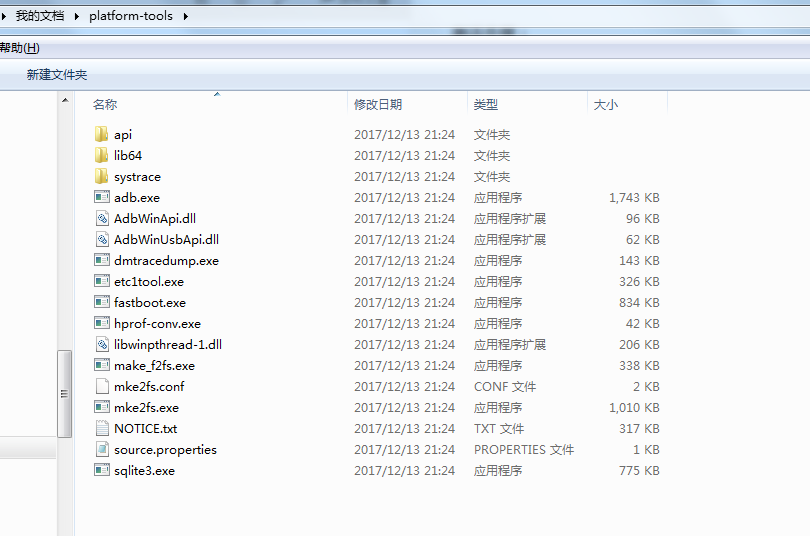 我的文档 platform-tools
帮助(H)
新建文件夹
名称 修改日期 类型 大小
api 2017/12/13 21:24 文件夹
lib64 2017/12/13 21:24 文件夹
systrace 2017/12/13 21:24 文件夹
adb.exe 2017/12/13 21:24 应用程序 1,743 KB
AdbWinApi.dll 2017/12/13 21:24 应用程序扩展 96 KB
AdbWinUsbApi.dll 2017/12/13 21:24 应用程序扩展 62 KB
dmtracedump.exe 2017/12/13 21:24 应用程序 143 KB
etc1tool.exe 2017/12/13 21:24 应用程序 326 KB
fastboot.exe 2017/12/13 21:24 应用程序 834 KB
hprof-conv.exe 2017/12/13 21:24 应用程序 42 KB
libwinpthread-1.dll 2017/12/13 21:24 应用程序扩展 206 KB
make_f2fs.exe 2017/12/13 21:24 应用程序 338 KB
mke2fs.conf 2017/12/13 21:24 CONF 文件 2 KB
mke2fs.exe 2017/12/13 21:24 应用程序 1,010 KB
NOTICE.txt 2017/12/13 21:24 TXT 文件 317 KB
source.properties 2017/12/13 21:24 PROPERTIES 文件 1 KB
sqlite3.exe 2017/12/13 21:24 应用程序 775 KB